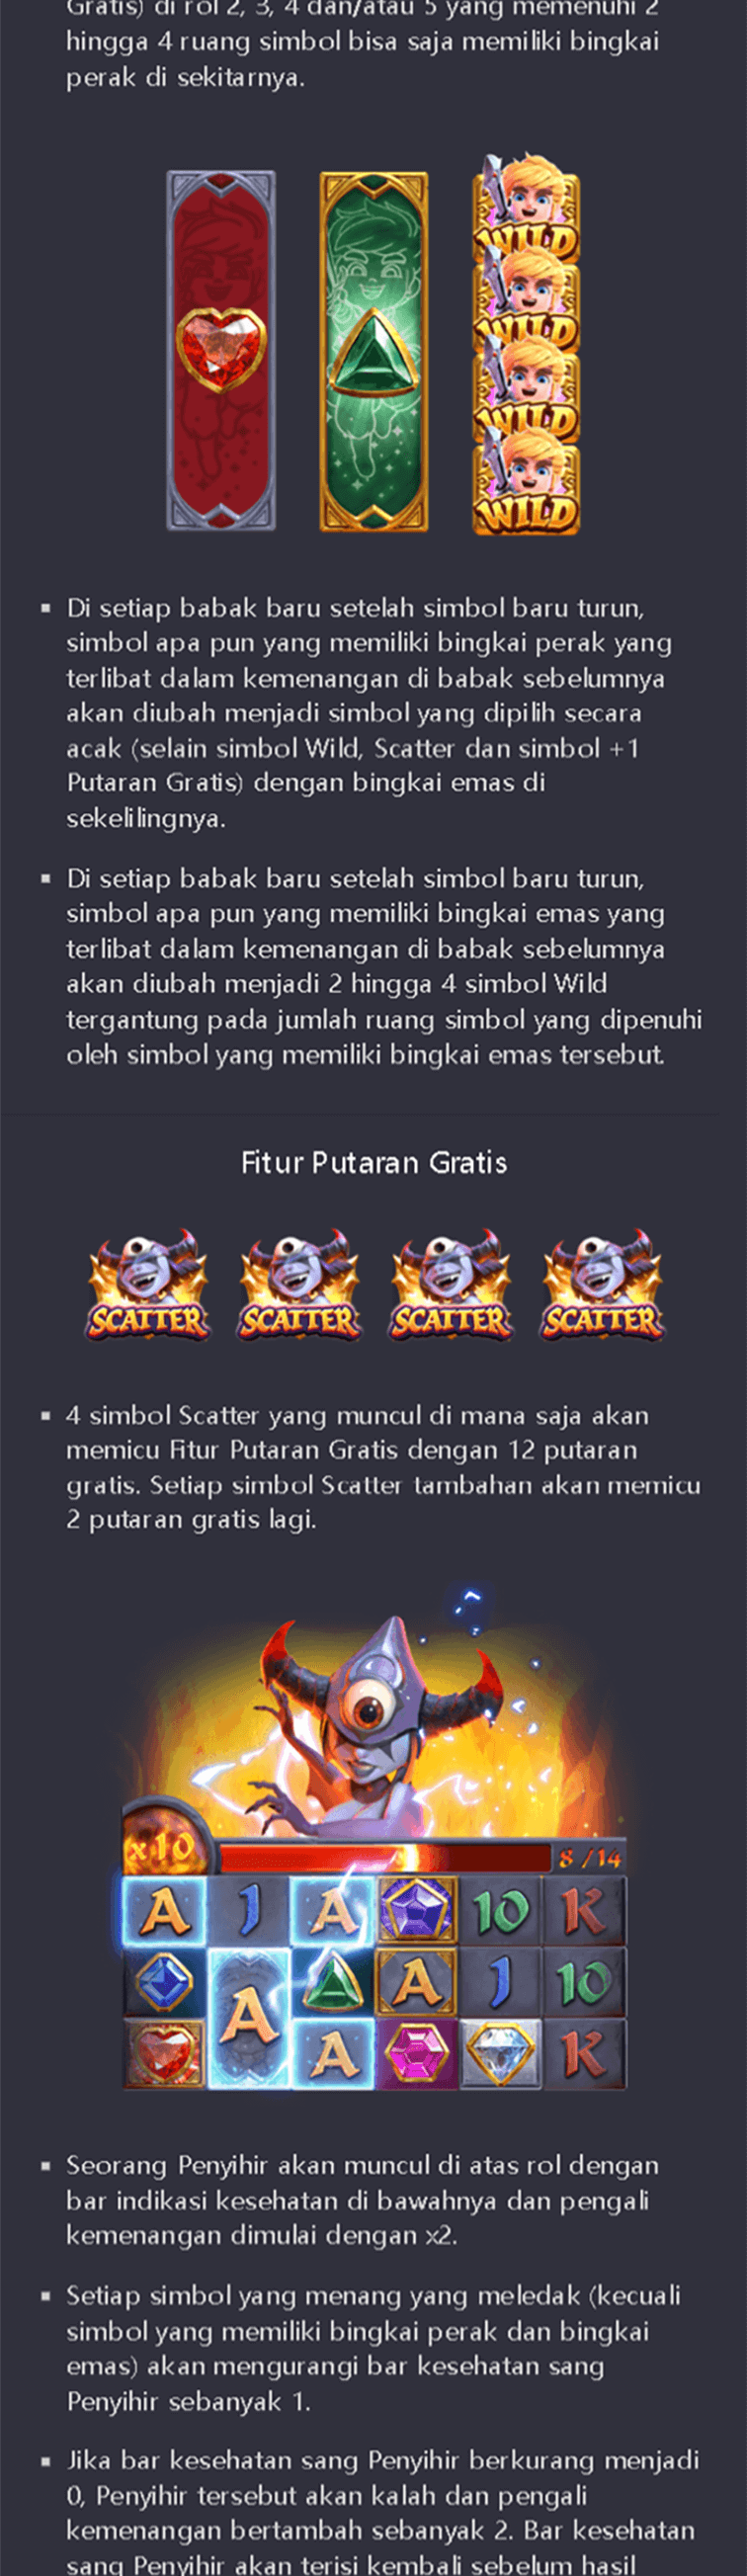 Gratis) di rol 2, 3, 4 dan/atau 5 yang memenuhi 2
hingga 4 ruang simbol bisa saja memiliki bingkai
perak di sekitarnya.
WILD
WILD
WILD
WILD
Di setiap babak baru setelah simbol baru turun,
simbol apa pun yang memiliki bingkai perak yang
terlibat dalam kemenangan di babak sebelumnya
akan diubah menjadi simbol yang dipilih secara
acak (selain simbol Wild, Scatter dan simbol +1
Putaran Gratis) dengan bingkai emas di
sekelilingnya.
Di setiap babak baru setelah simbol baru turun,
simbol apa pun yang memiliki bingkai emas yang
terlibat dalam kemenangan di babak sebelumnya
akan diubah menjadi 2 hingga 4 simbol Wild
tergantung pada jumlah ruang simbol yang dipenuhi
oleh simbol yang memiliki bingkai emas tersebut.
Fitur Putaran Gratis
SCATTER SCATTER SCATTER SCATTER
4 simbol Scatter yang muncul di mana saja akan
memicu Fitur Putaran Gratis dengan 12 putaran
gratis. Setiap simbol Scatter tambahan akan memicu
2 putaran gratis lagi.
x10 8/14
A J A 10 K
A A J 10
A K
Seorang Penyihir akan muncul di atas rol dengan
bar indikasi kesehatan di bawahnya dan pengali
kemenangan dimulai dengan x2.
Setiap simbol yang menang yang meledak (kecuali
simbol yang memiliki bingkai perak dan bingkai
emas) akan mengurangi bar kesehatan sang
Penyihir sebanyak 1.
Jika bar kesehatan sang Penyihir berkurang menjadi
0, Penyihir tersebut akan kalah dan pengali
kemenangan bertambah sebanyak 2. Bar kesehatan
sang Penyihir akan terisi kembali sebelum hasil